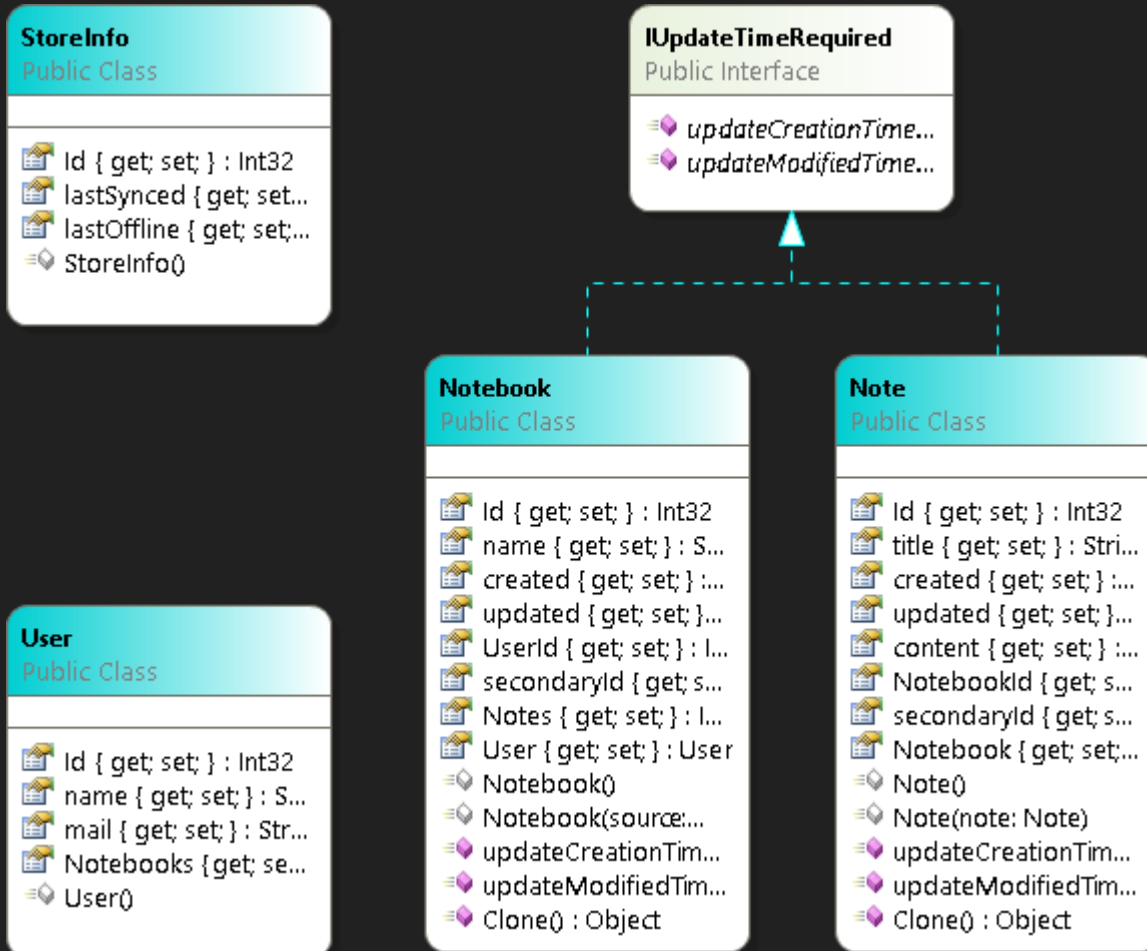 StoreInfo
Public Class
Id { get; set; } : Int32
lastSynced { get; set...
lastOffline { get; set;...
StoreInfo()
IUpdateTimeRequired
Public Interface
updateCreationTime...
updateModifiedTime...
Notebook
Public Class
Id { get; set; } : Int32
name { get; set; } : S...
created { get; set; } :...
updated { get; set; }...
UserId { get; set; } : I...
secondaryId { get; s...
Notes { get; set; } : I...
User { get; set; } : User
Notebook()
Notebook(source:...
updateCreationTim...
updateModifiedTim...
Clone() : Object
Note
Public Class
Id { get; set; } : Int32
title { get; set; } : Stri...
created { get; set; } :...
updated { get; set; }...
content { get; set; } :...
NotebookId { get; s...
secondaryId { get; s...
Notebook { get; set;...
Note()
Note(note: Note)
updateCreationTim...
updateModifiedTim...
Clone() : Object
User
Public Class
Id { get; set; } : Int32
name { get; set; } : S...
mail { get; set; } : Str...
Notebooks { get; se...
User()